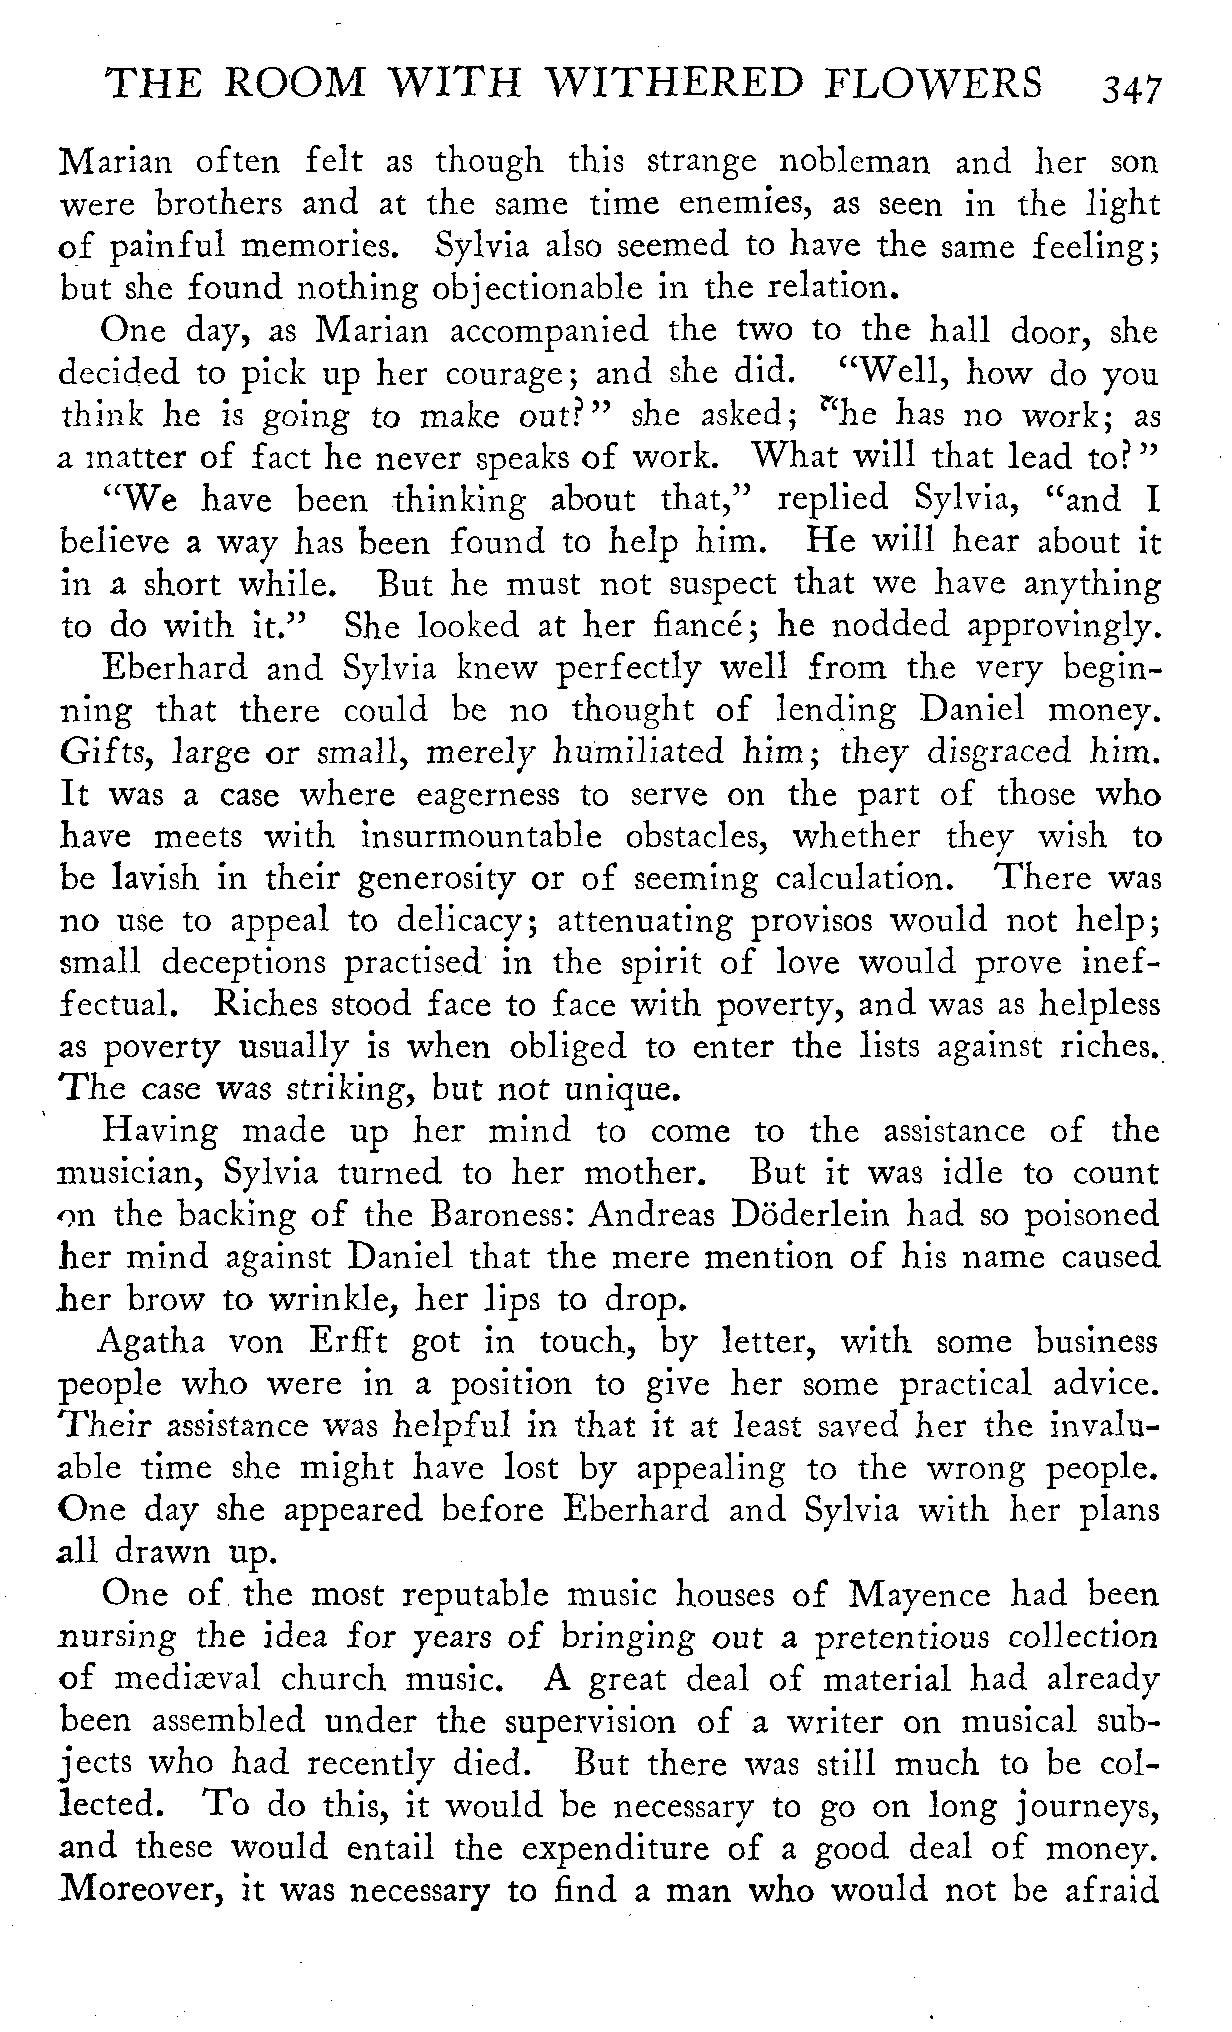 THE ROOM WITH WITHERED FLOWERS 347
Marian often felt as though this strange nobleman and her son
were brothers and at the same time enemies, as seen in the light
of painful memories. Sylvia also seemed to have the same feeling;
but she found nothing objectionable in the relation.
One day, as Marian accompanied the two to the hall door, she
decided to pick up her courage; and she did. “Well, how do you
think he is going to make out?” she asked; “he has no work; as
a matter of fact he never speaks of work. What will that lead to?”
“We have been thinking about that,” replied Sylvia, “and I
believe a way has been found to help him. He will hear about it
in a short while. But he must not suspect that we have anything
to do with it.” She looked at her fiancé; he nodded approvingly.
Eberhard and Sylvia knew perfectly well from the very begin-
ning that there could be no thought of lending Daniel money.
Gifts, large or small, merely humiliated him; they disgraced him.
It was a case where eagerness to serve on the part of those who
have meets with insurmountable obstacles, whether they wish to
be lavish in their generosity or of seeming calculation. There was
no use to appeal to delicacy; attenuating provisos would not help;
small deceptions practised in the spirit of love would prove inef-
fectual. Riches stood face to face with poverty, and was as helpless
as poverty usually is when obliged to enter the lists against riches.
The case was striking, but not unique.
Having made up her mind to come to the assistance of the
musician, Sylvia turned to her mother. But it was idle to count
on the backing of the Baroness: Andreas Döderlein had so poisoned
her mind against Daniel that the mere mention of his name caused
her brow to wrinkle, her lips to drop.
Agatha von Erfft got in touch, by letter, with some business
people who were in a position to give her some practical advice.
Their assistance was helpful in that it at least saved her the invalu-
able time she might have lost by appealing to the wrong people.
One day she appeared before Eberhard and Sylvia with her plans
all drawn up.
One of the most reputable music houses of Mayence had been
nursing the idea for years of bringing out a pretentious collection
of mediæval church music. A great deal of material had already
been assembled under the supervision of a writer on musical sub-
jects who had recently died. But there was still much to be col-
lected. To do this, it would be necessary to go on long journeys,
and these would entail the expenditure of a good deal of money.
Moreover, it was necessary to find a man who would not be afraid